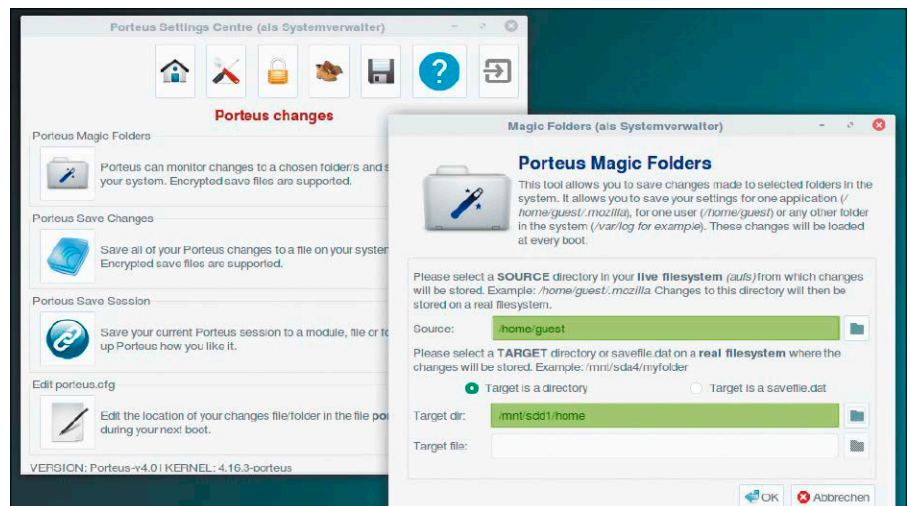 Porteus Settings Centre (als Systemverwalter)
Porteus changes
Porteus Magic Folders
Porteus can monitor changes to a chosen folder/s and s
your system. Encrypted save files are supported.
Porteus Save Changes
Save all of your Porteus changes to a file on your system
Encrypted save files are supported.
Porteus Save Session
Save your current Porteus session to a module, file or fo
up Porteus how you like it.
Edit porteus.cfg
Edit the location of your changes file/folder in the file por
during your next boot.
VERSION: Porteus-v4.0 | KERNEL: 4.16.3-porteus
Magic Folders (als Systemverwalter)
Porteus Magic Folders
This tool allows you to save changes made to selected folders in the
system. It allows you to save your settings for one application (/
home/guest/.mozilla), for one user (/home/guest) or any other folder
in the system (/var/log for example). These changes will be loaded
at every boot.
Please select a SOURCE directory in your live filesystem (aufs) from which changes
will be stored. Example: /home/guest/.mozilla. Changes to this directory will then be
stored on a real filesystem.
Source: /home/guest
Please select a TARGET directory or savefile.dat on a real filesystem where the
changes will be stored. Example: /mnt/sda4/myfolder
Target is a directory Target is a savefile.dat
Target dir: /mnt/sdd1/home
Target file:
OK Abbrechen